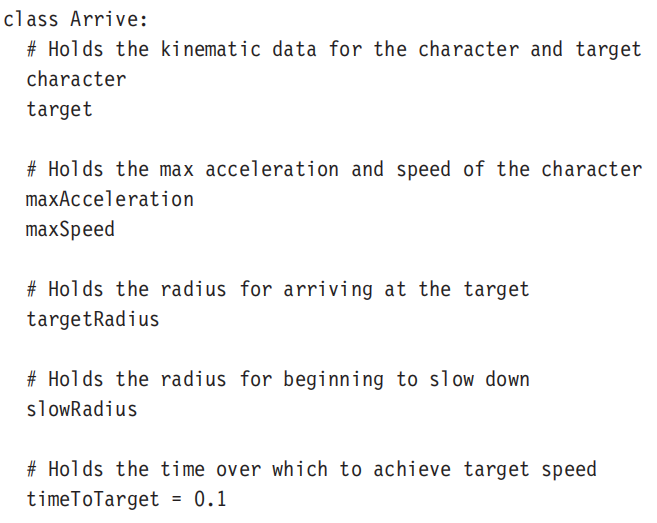 class Arrive:
# Holds the kinematic data for the character and target
character
target
# Holds the max acceleration and speed of the character
maxAcceleration
maxSpeed
# Holds the radius for arriving at the target
targetRadius
# Holds the radius for beginning to slow down
slowRadius
# Holds the time over which to achieve target speed
timeToTarget = 0.1